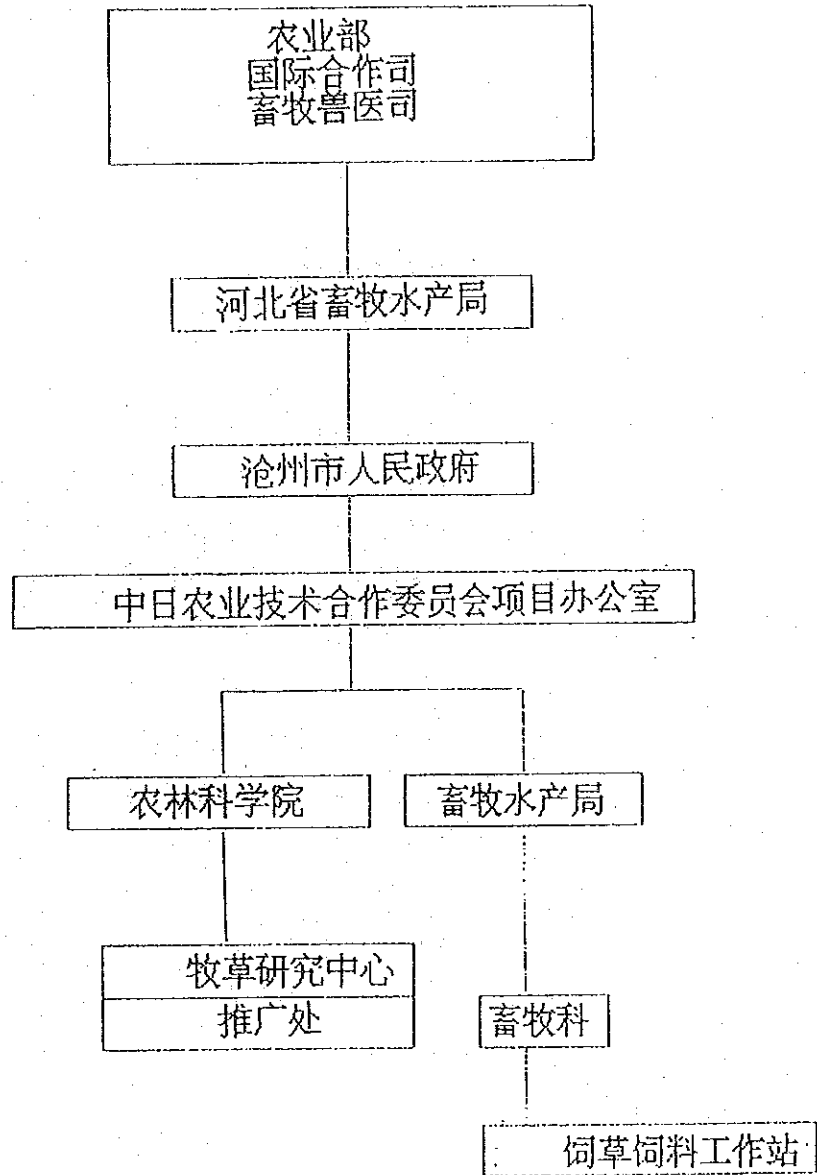 农业部
国际合作司
畜牧兽医司
河北省畜牧水产局
沧州市人民政府
中日农业技术合作委员会项目办公室
农林科学院
畜牧水产局
牧草研究中心
推广处
畜牧科
饲草饲料工作站